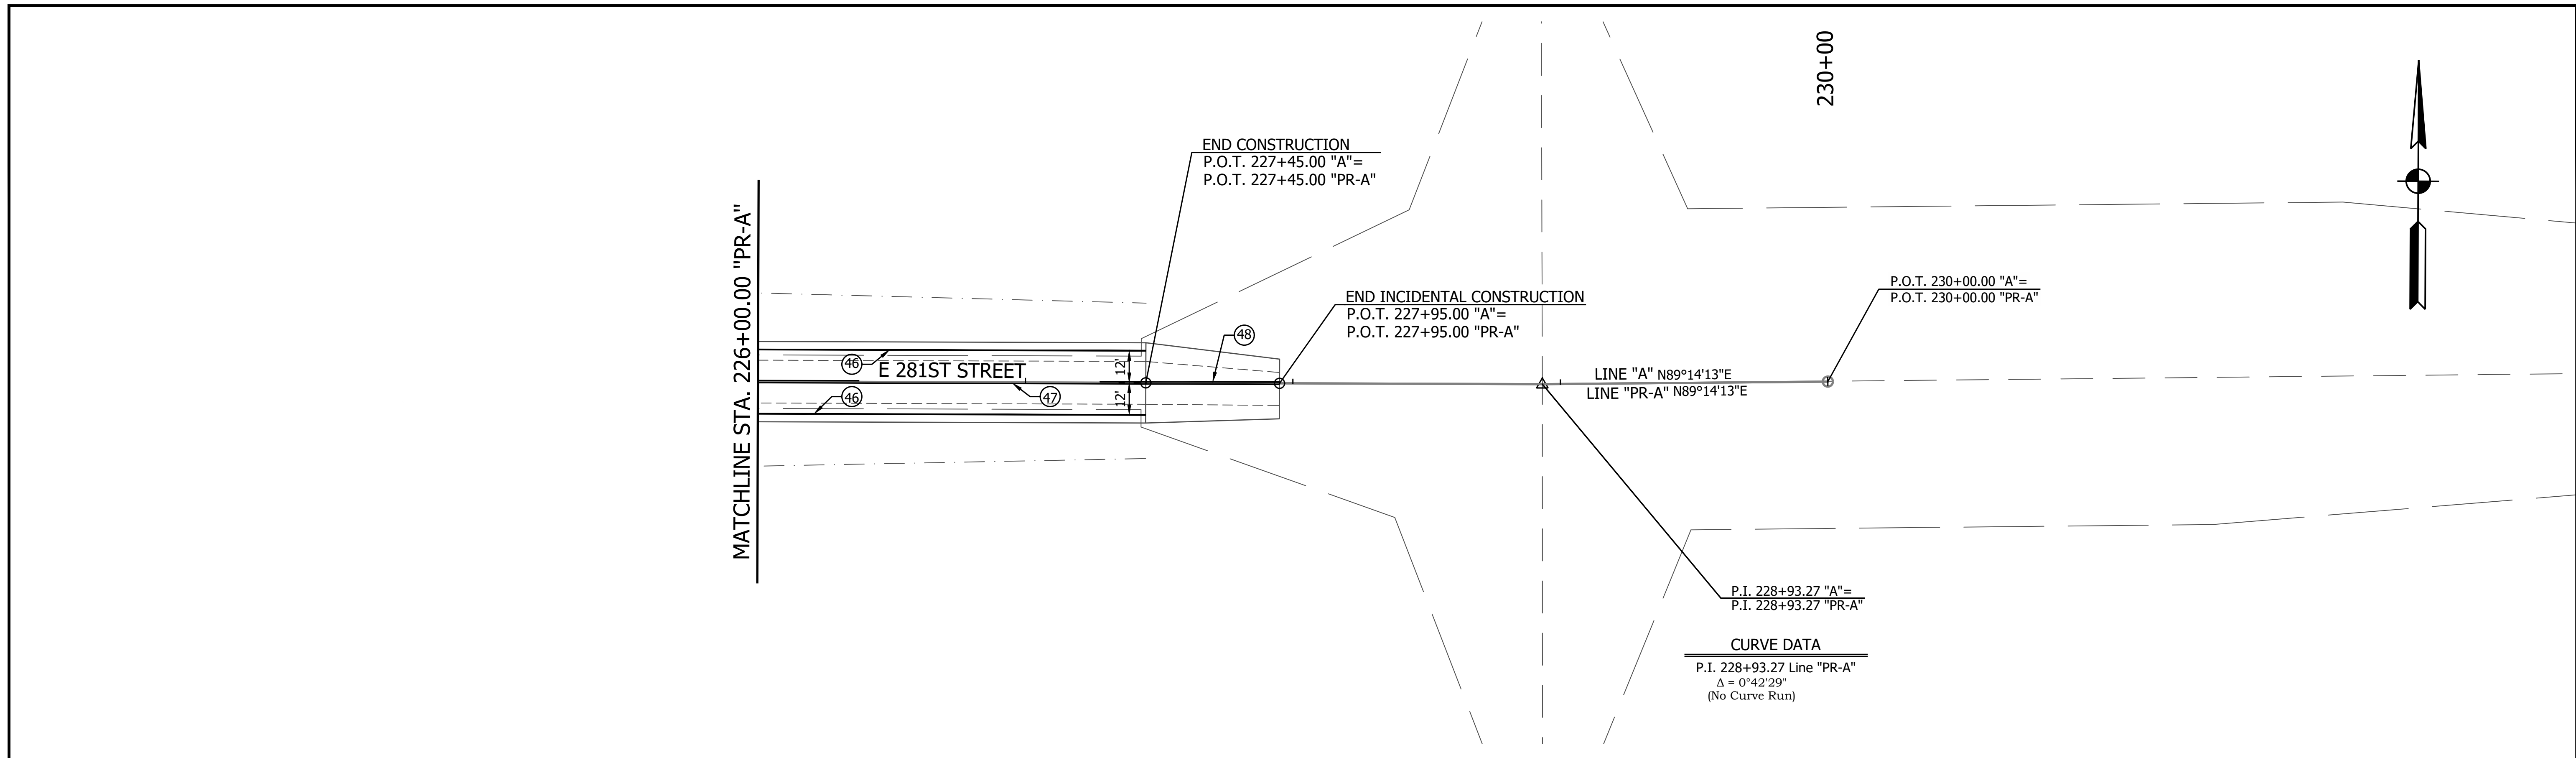 230+00
END CONSTRUCTION
P.O.T. 227+45.00 "A"=
P.O.T. 227+45.00 "PR-A"
MATCHLINE STA. 226+00.00 "PR-A"
END INCIDENTAL CONSTRUCTION
P.O.T. 227+95.00 "A"=
P.O.T. 227+95.00 "PR-A"
P.O.T. 230+00.00 "A"=
P.O.T. 230+00.00 "PR-A"
48
46
E 281ST STREET
12'
12'
46
47
LINE "A" N89°14'13"E
LINE "PR-A" N89°14'13"E
P.I. 228+93.27 "A"=
P.I. 228+93.27 "PR-A"
CURVE DATA
P.I. 228+93.27 Line "PR-A"
Δ = 0°42'29"
(No Curve Run)